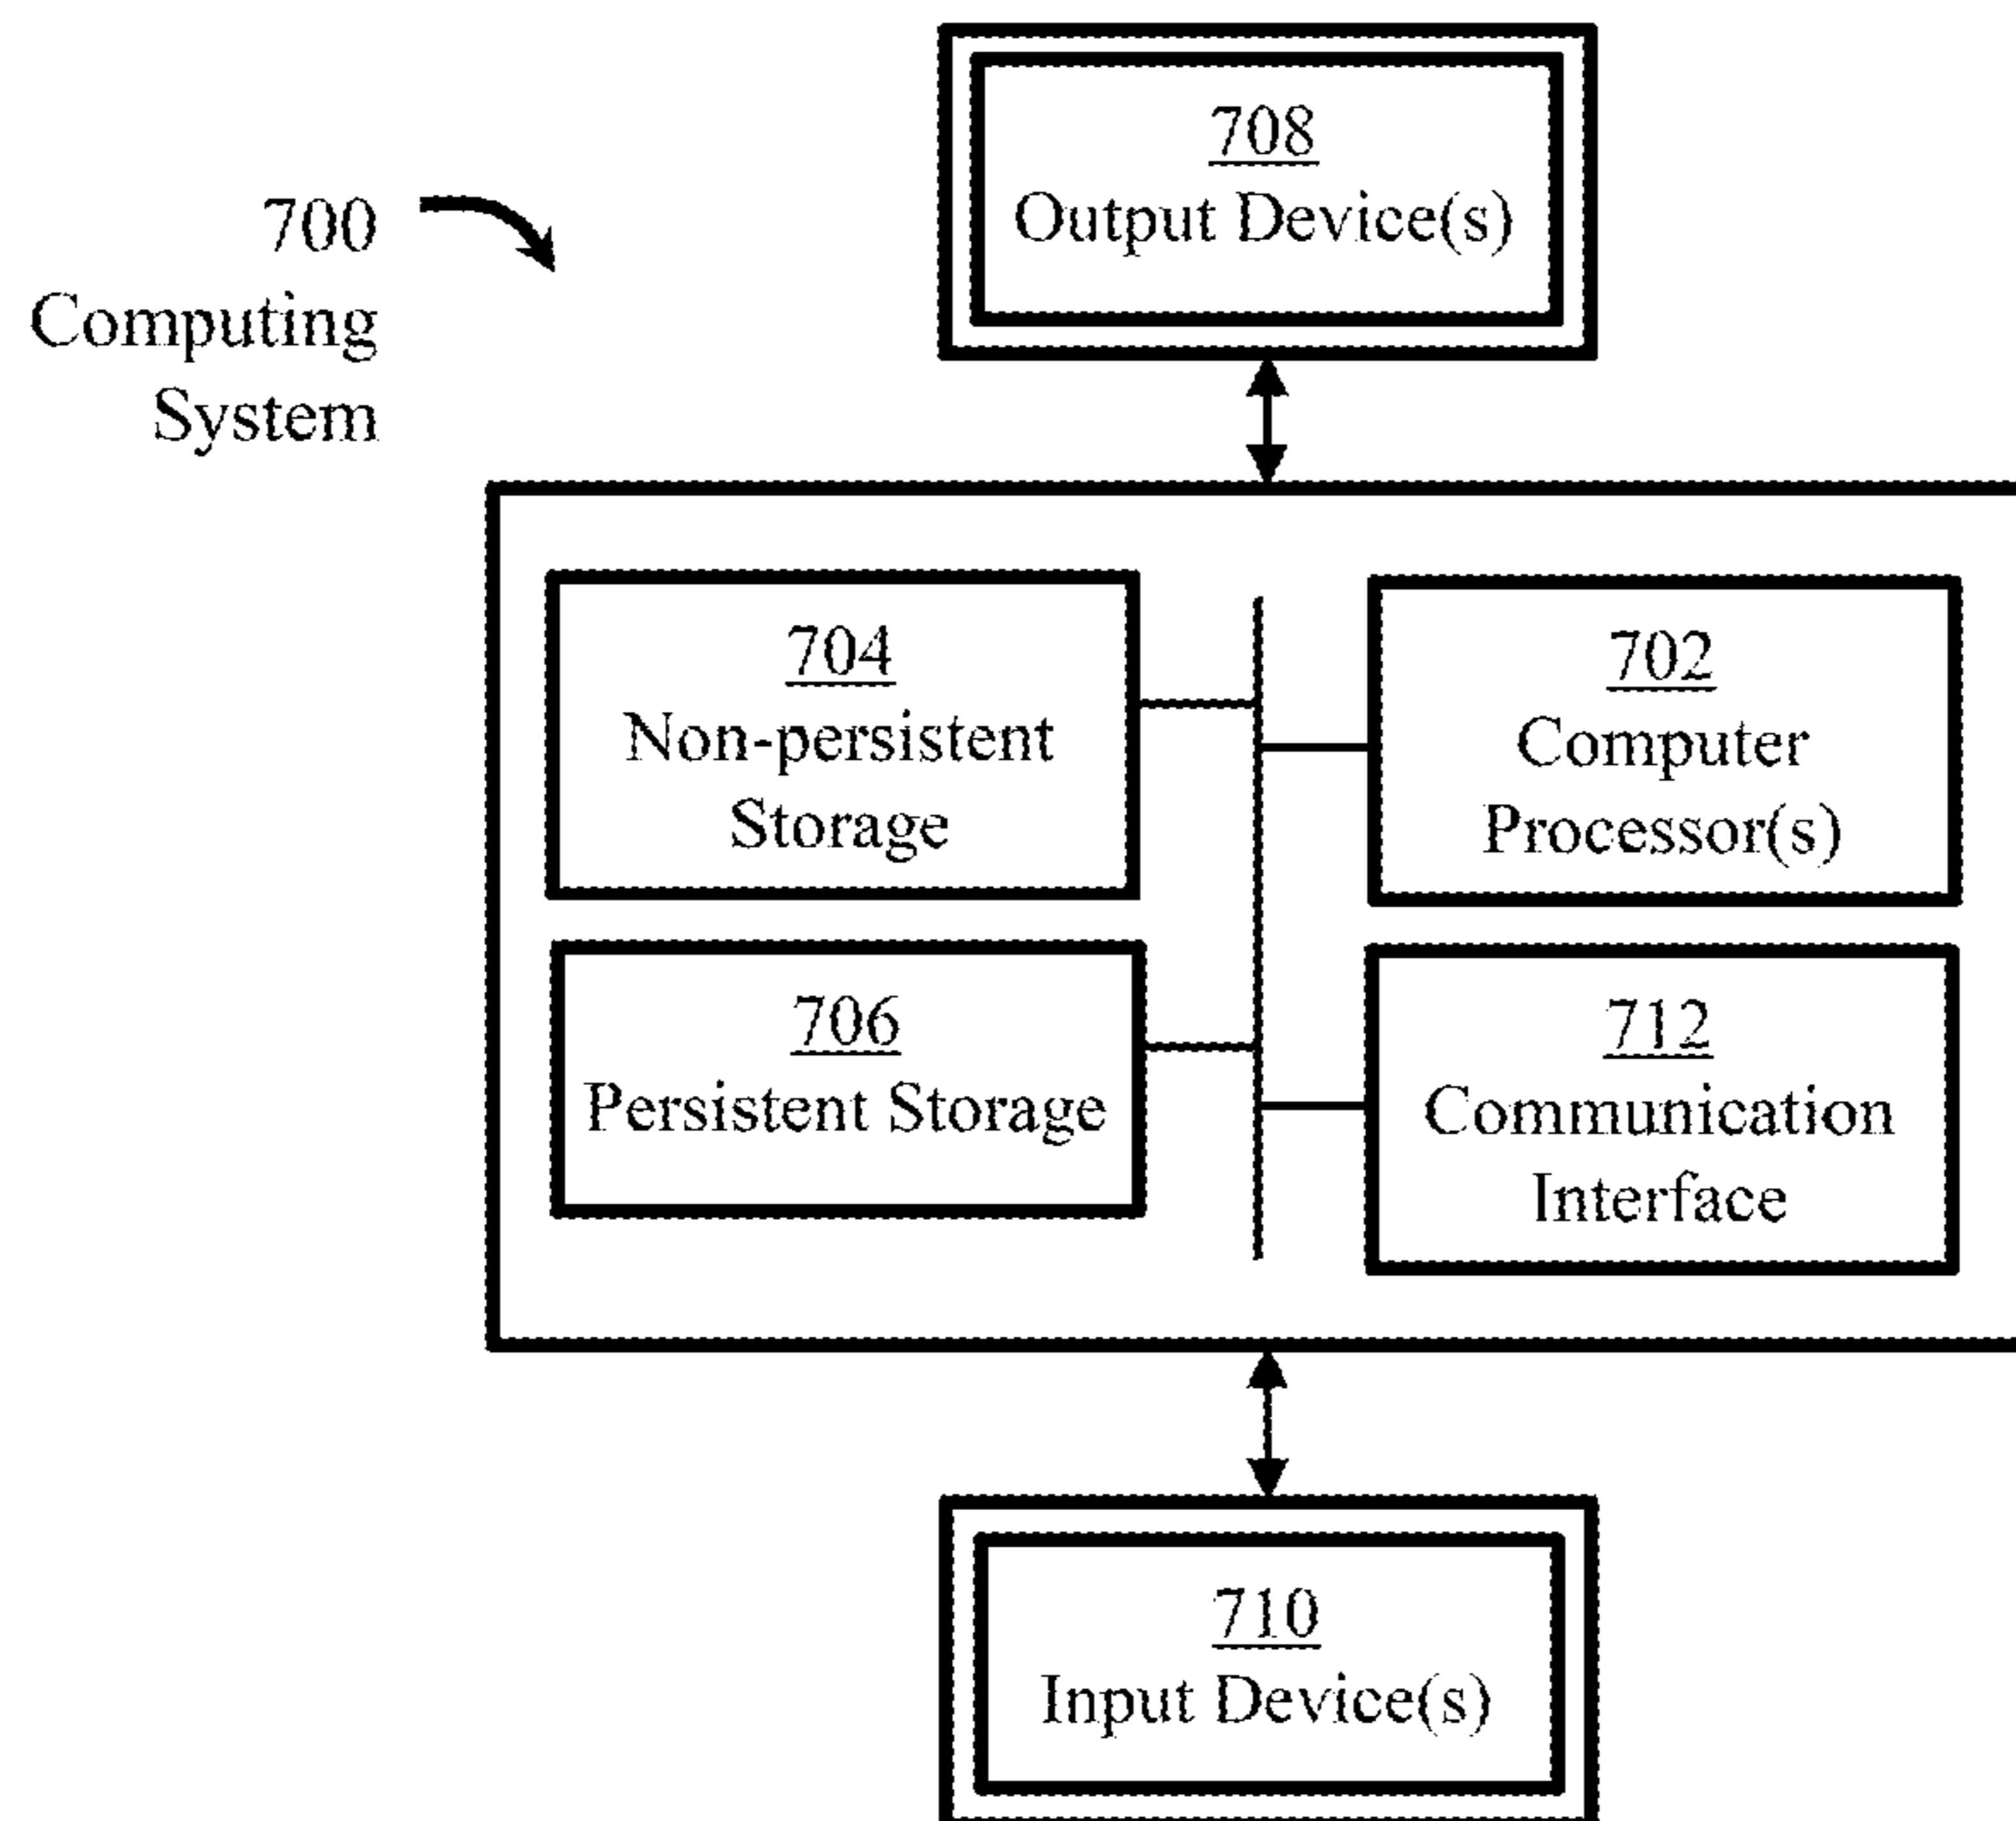 708
Output Device(s)
700
Computing
System
704
Non-persistent
Storage
702
Computer
Processor(s)
706
Persistent Storage
712
Communication
Interface
710
Input Device(s)